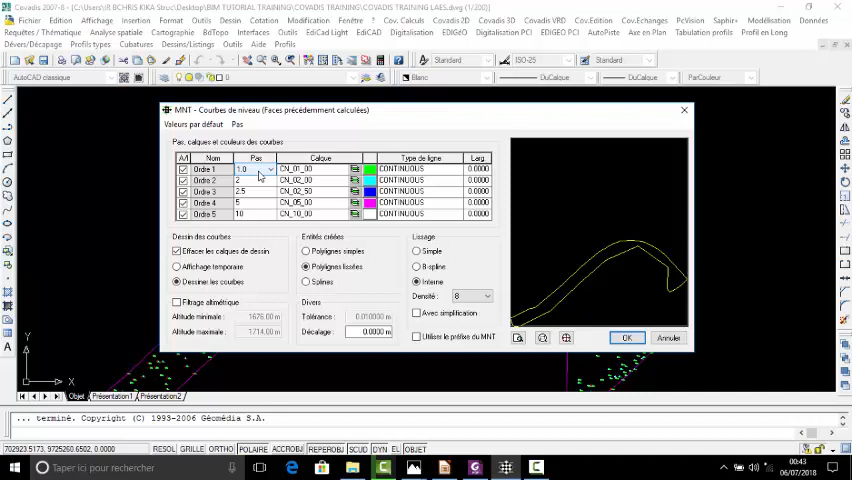 Covadis 2007-8 - [C:\Users\IR BCHRIS KIKA Struc\Desktop\BIM TUTORIAL TRAINING\COVADIS TRAINING\COVADIS TRAINING LAES.dwg (1/200)]
Fichier Edition Affichage Insertion Format Outils Dessin Cotation Modification Fenêtre ? Cov. Calculs Covadis 2D Covadis 3D Covadis VRD Cov.Edition Cov.Echanges PcVision Saphir+ Modélisation Données
Requêtes / Thématique Analyse spatiale Cartographie BdTopo Interfaces Outils EdiCad Light EdiCAD Digitalisation EDIGÉO Digitalisation PCI EDIGEO PCI AutoPiste Axe en Plan Tabulation profils Profil en Long
Dévers/Décapage Profils types Cubatures Dessins/Listings Aide Profils
Standard ISO-25 Standard
AutoCAD classique 0 Blanc DuCalque DuCalque ParCouleur
MNT - Courbes de niveau (Faces précédemment calculées)
Valeurs par défaut Pas
Pas, calques et couleurs des courbes
A/I Nom Pas Calque Type de ligne Larg.
Ordre 1 1.0 CN_01_00 CONTINUOUS 0.0000
Ordre 2 2 CN_02_00 CONTINUOUS 0.0000
Ordre 3 2.5 CN_02_50 CONTINUOUS 0.0000
Ordre 4 5 CN_05_00 CONTINUOUS 0.0000
Ordre 5 10 CN_10_00 CONTINUOUS 0.0000
Dessin des courbes Entités créées Lissage
Effacer les calques de dessin Polylignes simples Simple
Affichage temporaire Polylignes lissées B-spline
Dessiner les courbes Splines Interne
Densité : 8
Filtrage altimétrique Divers Avec simplification
Altitude minimale : 1676.00 m Tolérance : 0.010000 m
Altitude maximale : 1714.00 m Décalage : 0.0000 m Utiliser le préfixe du MNT
OK Annuler
Y
X
Objet Présentation1 Présentation2
... terminé. Copyright (C) 1993-2006 Géomédia S.A.
702923.5173, 9725260.6502, 0.0000 RESOL GRILLE ORTHO POLAIRE ACCROBJ REPEROBJ SCUD DYN EL OBJET
Taper ici pour rechercher
00:43
06/07/2018